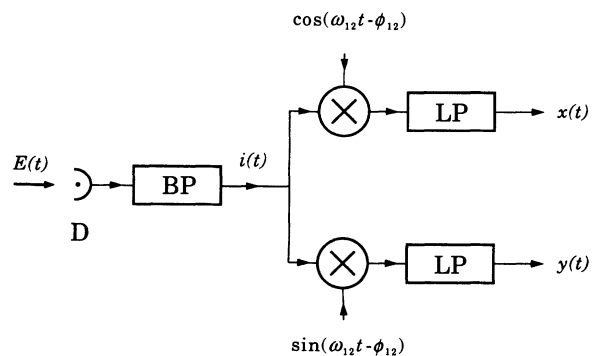 cos(ω₁₂t-ϕ₁₂)
LP
x(t)
E(t)
i(t)
BP
D
LP
y(t)
sin(ω₁₂t-ϕ₁₂)